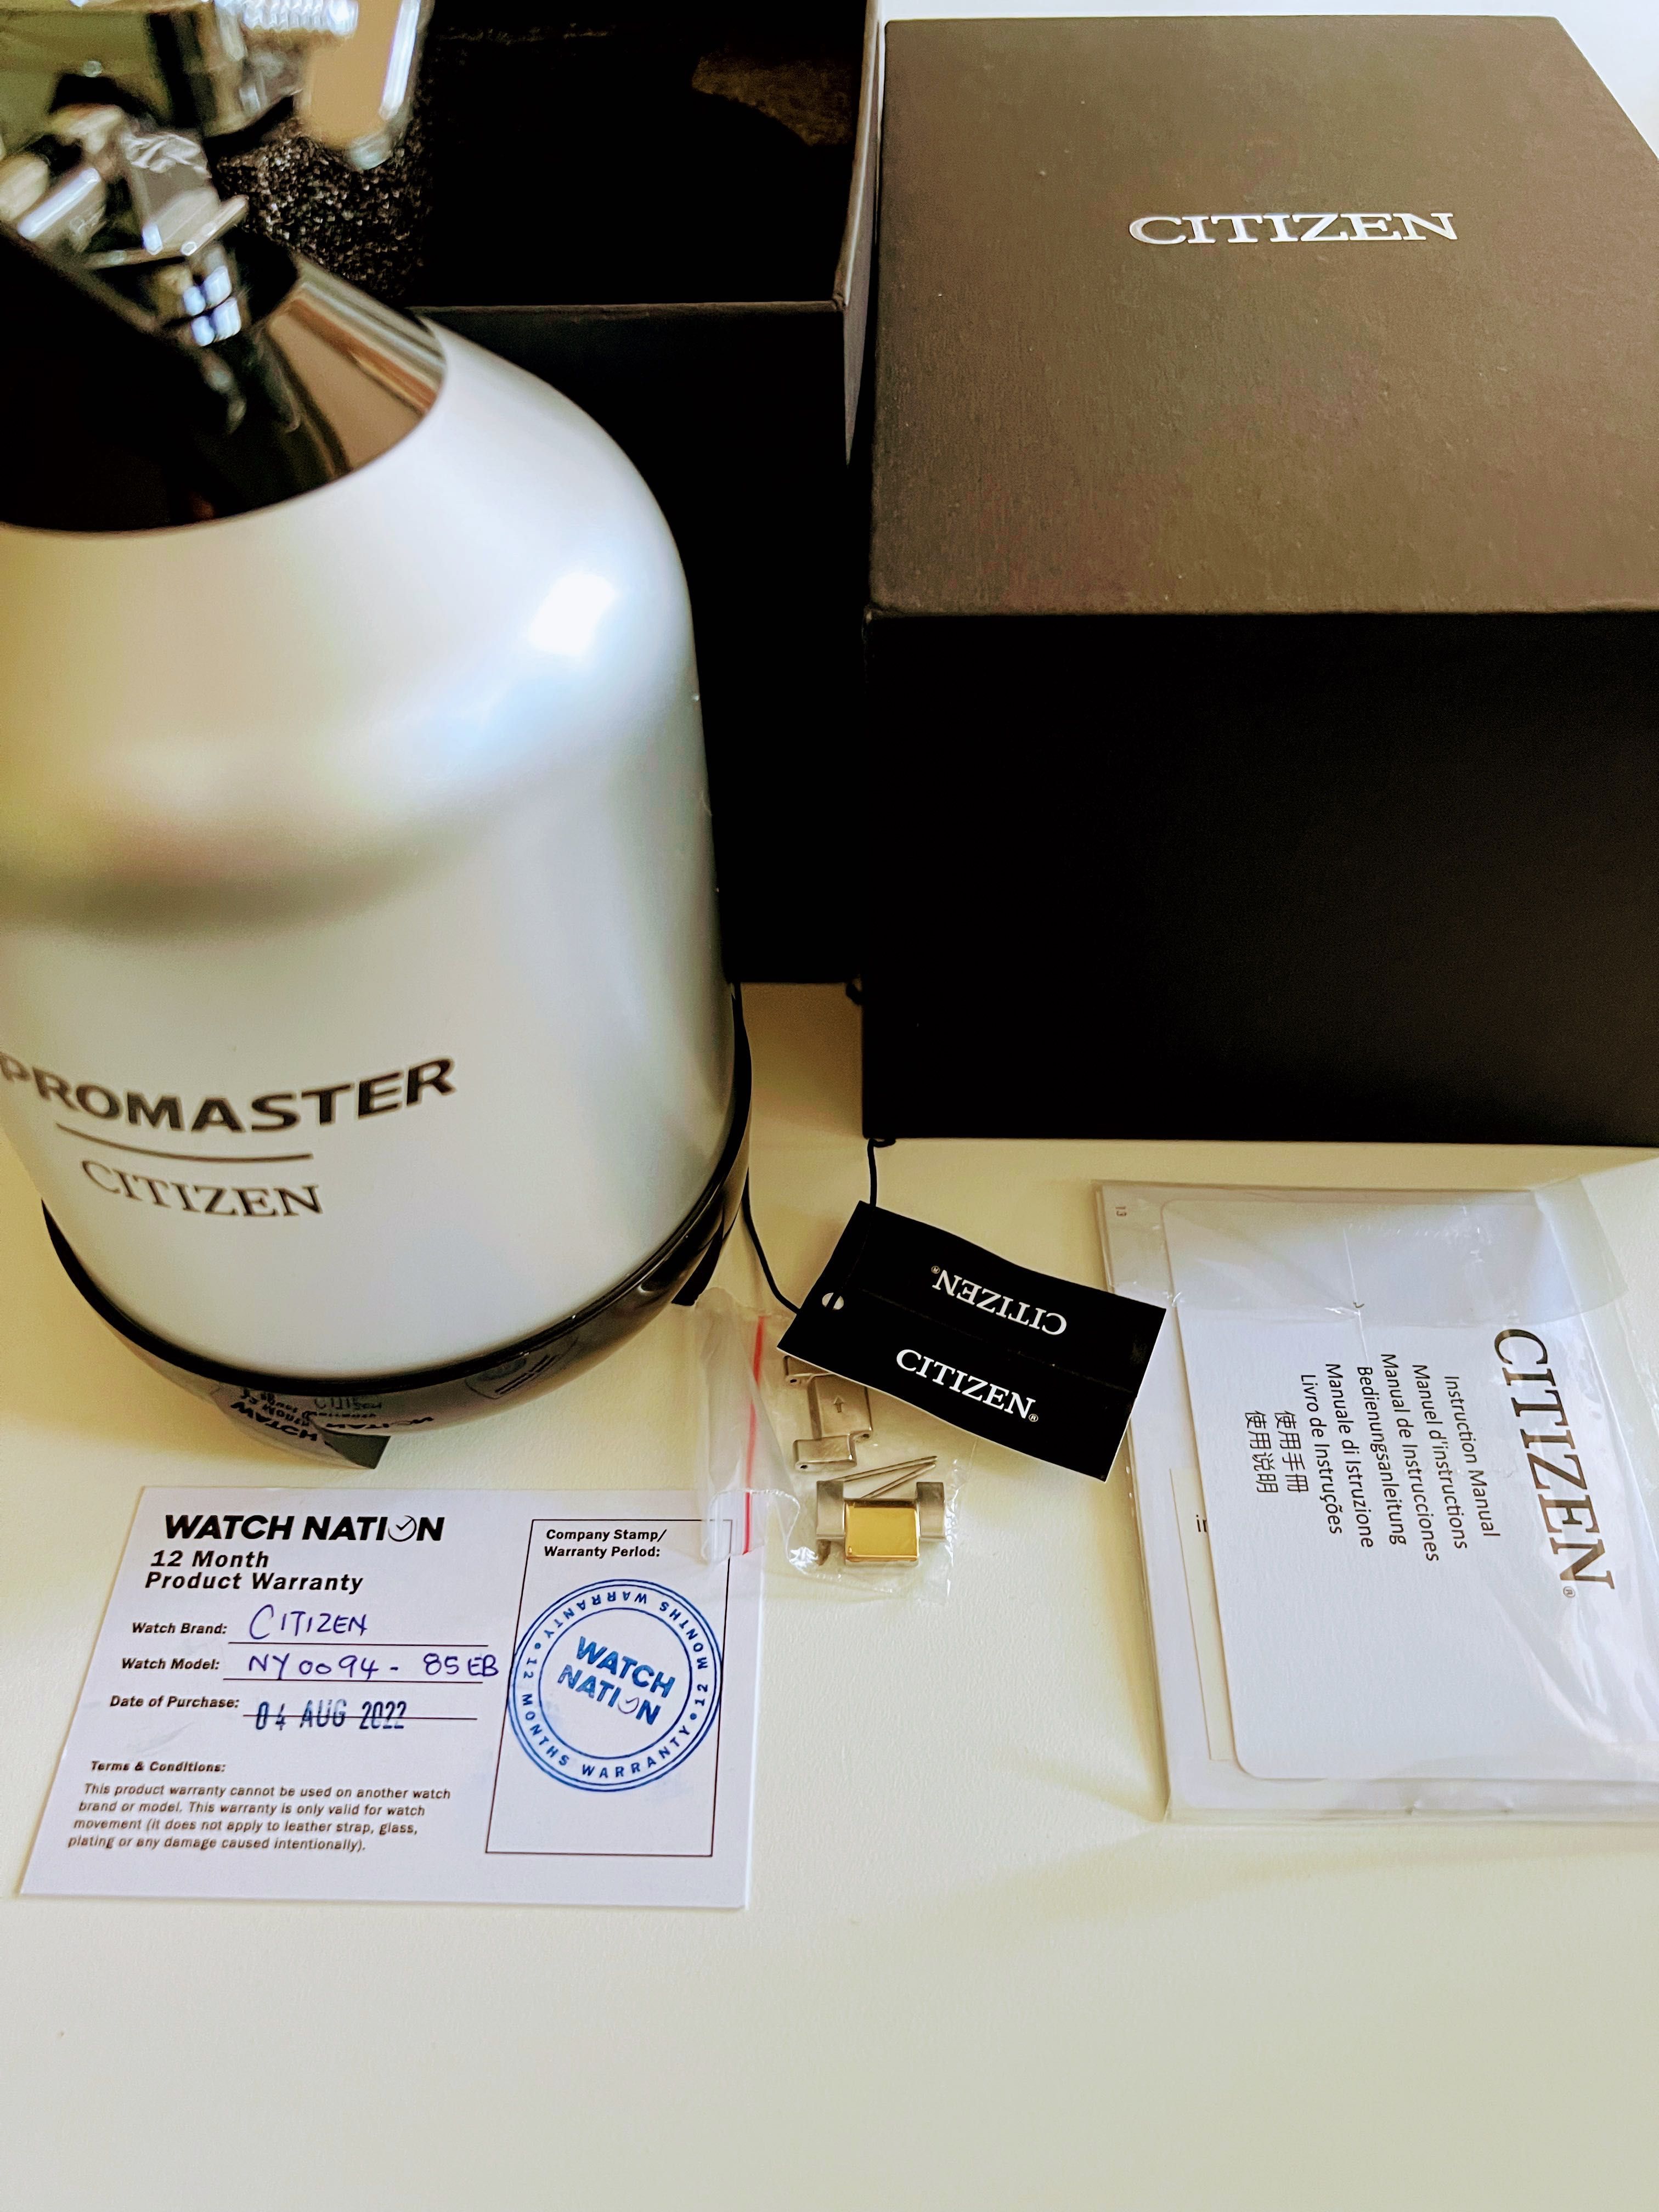 CITIZEN
PROMASTER
CITIZEN
CITIZEN®
CITIZEN®
CITIZEN®
Instruction Manual
Manuel d'instructions
Manual de Instrucciones
Bedienungsanleitung
Manuale di Istruzione
Livro de Instruções
使用手冊
使用说明
13
WATCH NATION
12 Month
Product Warranty
Watch Brand: CITIZEN
Watch Model: NY0094-85EB
Date of Purchase: 04 AUG 2022
Terms & Conditions:
This product warranty cannot be used on another watch
brand or model. This warranty is only valid for watch
movement (it does not apply to leather strap, glass,
plating or any damage caused intentionally).
Company Stamp/
Warranty Period:
12 MONTHS WARRANTY • 12 MONTHS WARRANTY •
WATCH
NATION